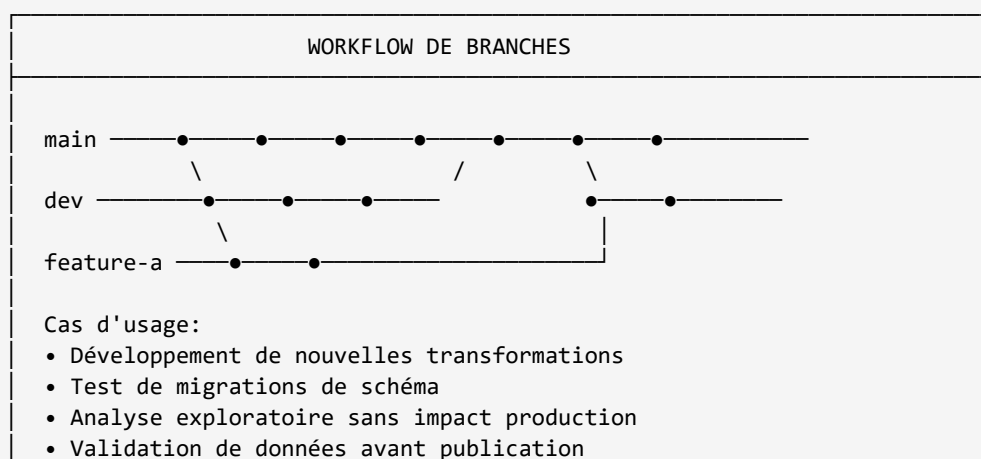 WORKFLOW DE BRANCHES
main
dev
feature-a
Cas d'usage:
• Développement de nouvelles transformations
• Test de migrations de schéma
• Analyse exploratoire sans impact production
• Validation de données avant publication